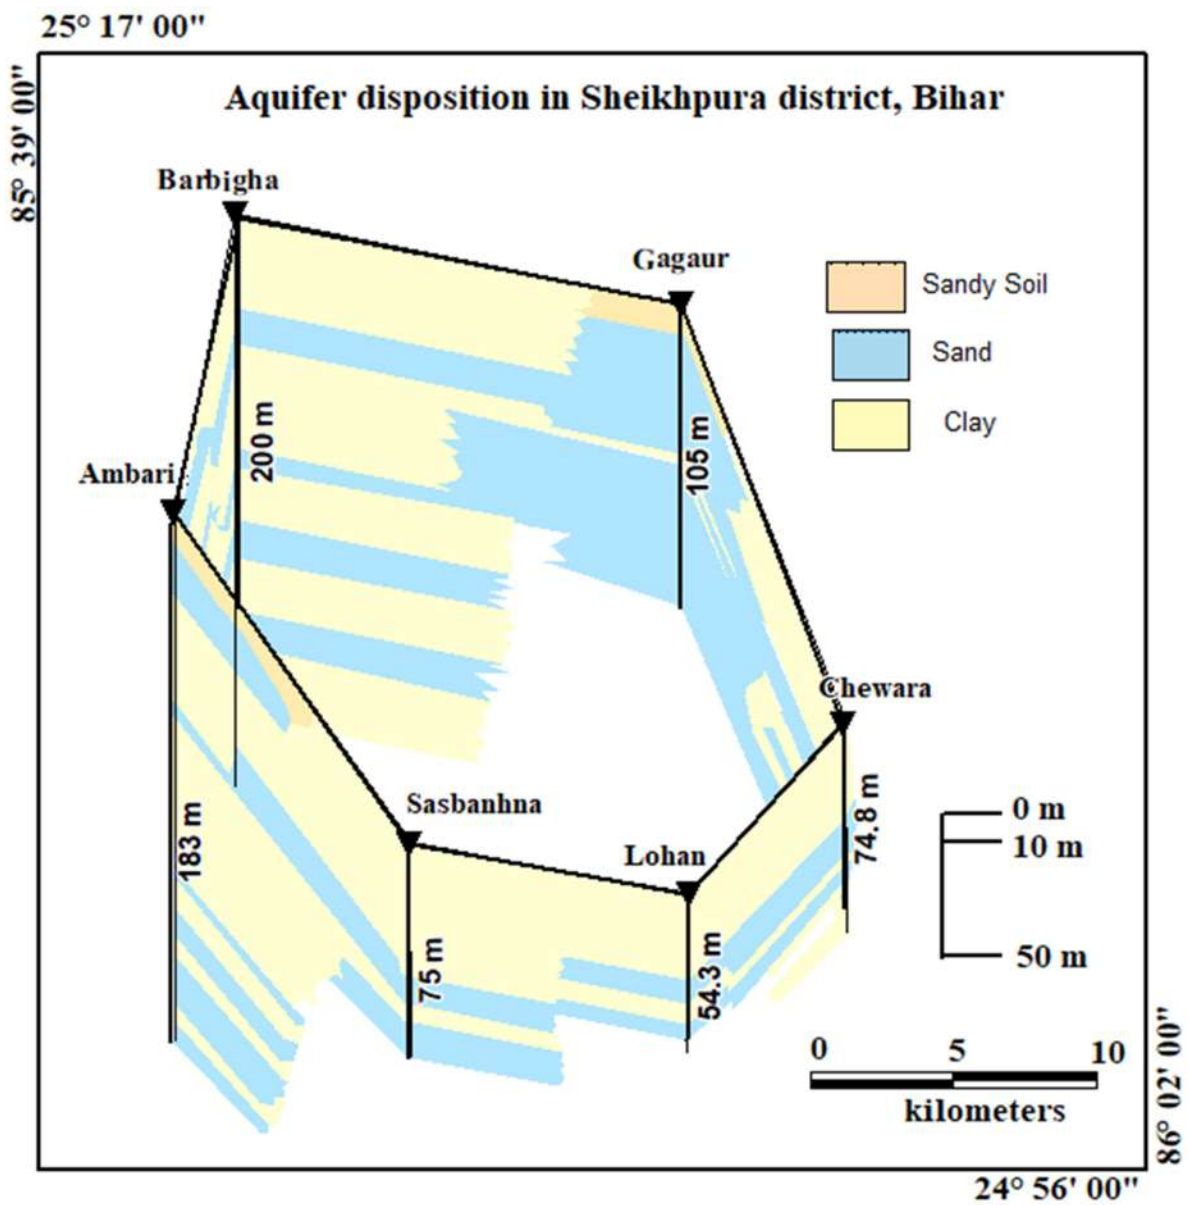 25° 17' 00"
85° 39' 00"
Aquifer disposition in Sheikhpura district, Bihar
Barbigha
Gagaur
Sandy Soil
Sand
Clay
200 m
105 m
Ambari
Chewara
Sasbanhna
183 m
74.8 m
0 m
10 m
Lohan
75 m
54.3 m
50 m
0 5 10
kilometers
86° 02' 00"
24° 56' 00"